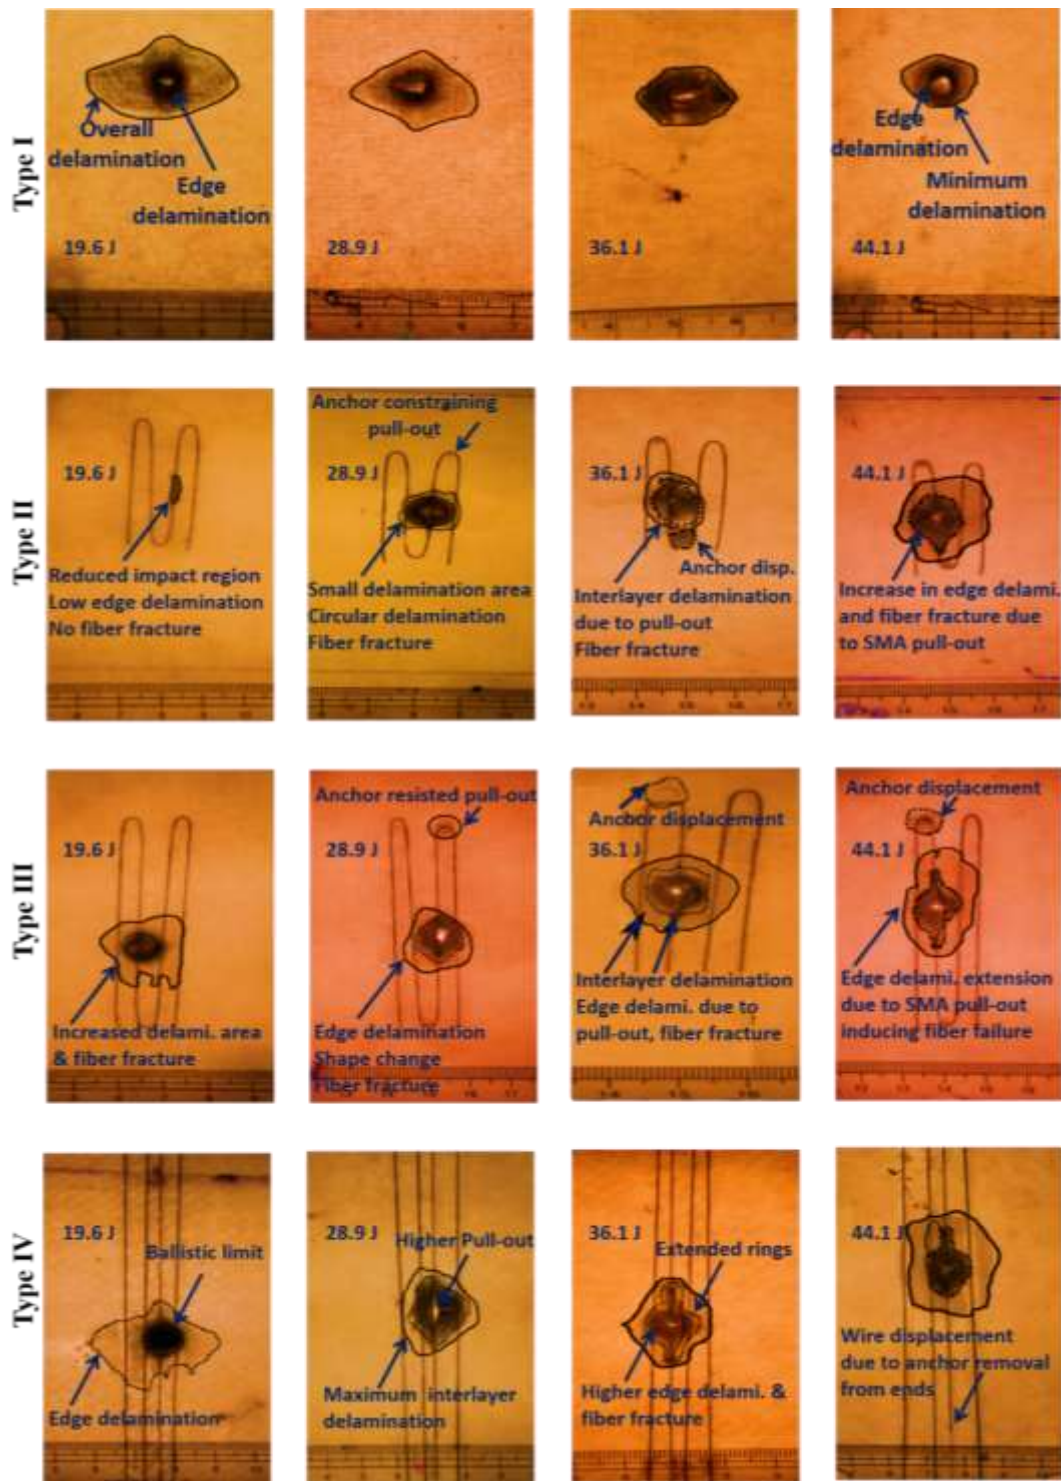 Type I
Overall
delamination
Edge
delamination
19.6 J
28.9 J
36.1 J
Edge
delamination
Minimum
delamination
44.1 J
Type II
19.6 J
Reduced impact region
Low edge delamination
No fiber fracture
Anchor constraining
pull-out
28.9 J
Small delamination area
Circular delamination
Fiber fracture
36.1 J
Anchor disp.
Interlayer delamination
due to pull-out
Fiber fracture
44.1 J
Increase in edge delami.
and fiber fracture due
to SMA pull-out
Type III
19.6 J
Increased delami. area
& fiber fracture
Anchor resisted pull-out
28.9 J
Edge delamination
Shape change
Fiber fracture
Anchor displacement
36.1 J
Interlayer delamination
Edge delami. due to
pull-out, fiber fracture
Anchor displacement
44.1 J
Edge delami. extension
due to SMA pull-out
inducing fiber failure
Type IV
19.6 J
Ballistic limit
Edge delamination
28.9 J
Higher Pull-out
Maximum interlayer
delamination
36.1 J
Extended rings
Higher edge delami. &
fiber fracture
44.1 J
Wire displacement
due to anchor removal
from ends